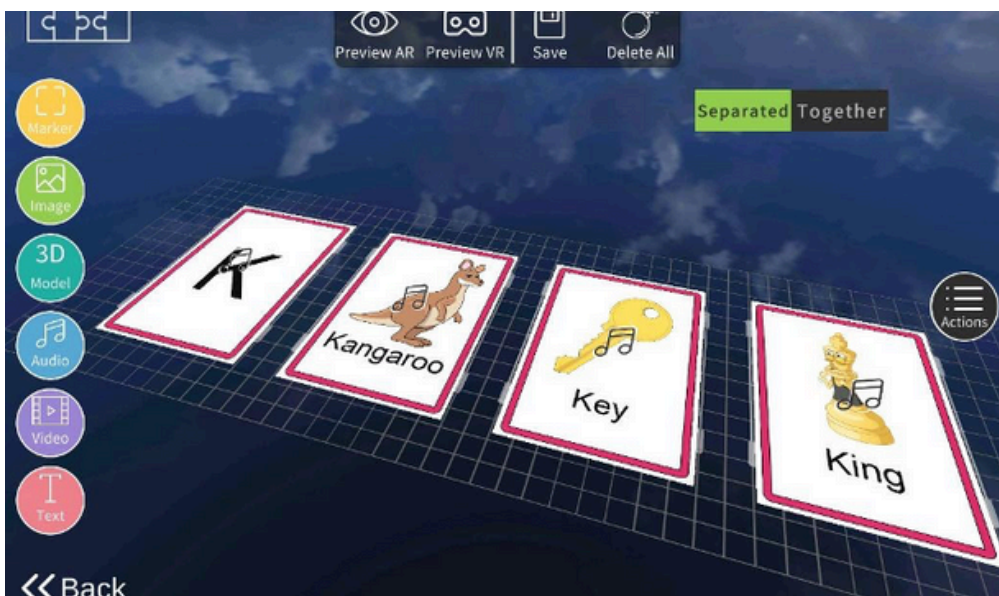 Preview AR Preview VR Save Delete All
Separated Together
Marker
Image
3D
Model
Audio
Video
T
Text
Actions
K
Kangaroo
Key
King
Back